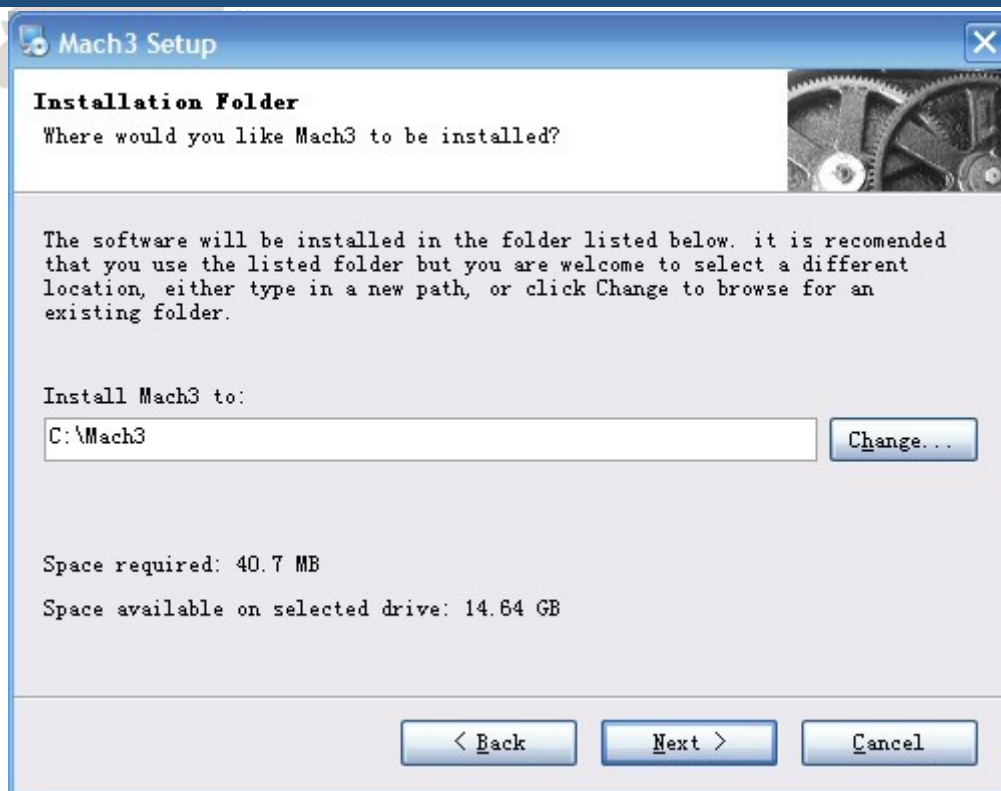 Mach3 Setup
Installation Folder
Where would you like Mach3 to be installed?
The software will be installed in the folder listed below. it is recomended
that you use the listed folder but you are welcome to select a different
location, either type in a new path, or click Change to browse for an
existing folder.
Install Mach3 to:
C:\Mach3
Change...
Space required: 40.7 MB
Space available on selected drive: 14.64 GB
< Back
Next >
Cancel